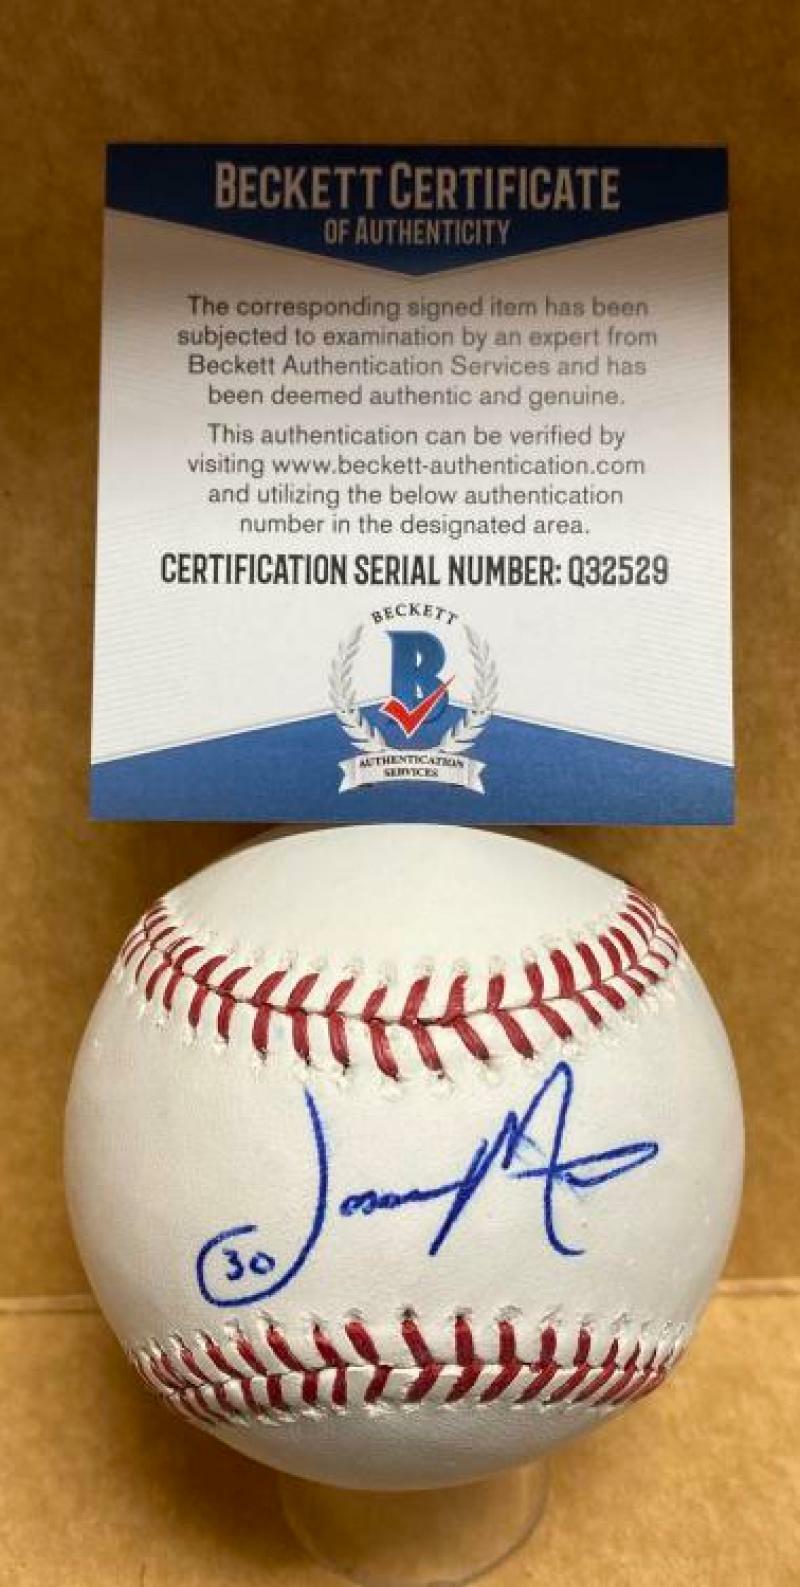 BECKETT CERTIFICATE
OF AUTHENTICITY
The corresponding signed item has been
subjected to examination by an expert from
Beckett Authentication Services and has
been deemed authentic and genuine.
This authentication can be verified by
visiting www.beckett-authentication.com
and utilizing the below authentication
number in the designated area.
CERTIFICATION SERIAL NUMBER: Q32529
BECKETT
B
AUTHENTICATION
SERVICES
30